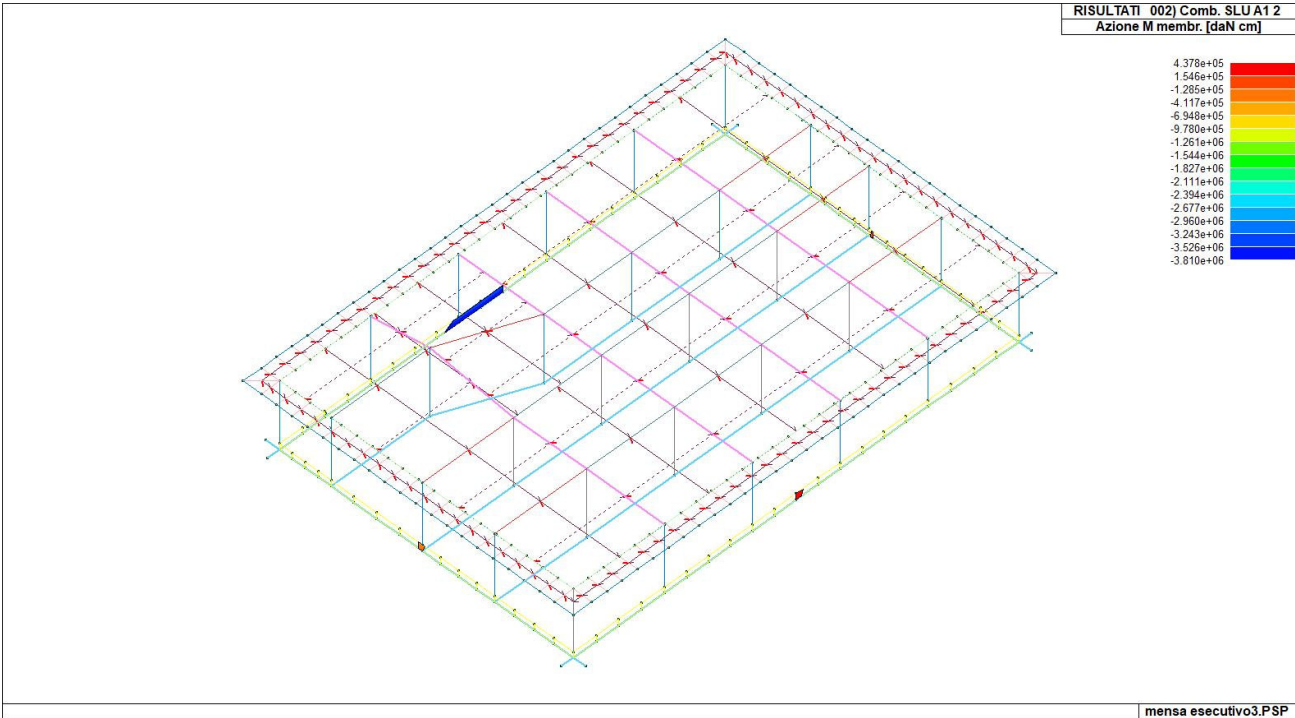 RISULTATI 002) Comb. SLU A1 2
Azione M membr. [daN cm]
4.378e+05
1.546e+05
-1.285e+05
-4.117e+05
-6.948e+05
-9.780e+05
-1.261e+06
-1.544e+06
-1.827e+06
-2.111e+06
-2.394e+06
-2.677e+06
-2.960e+06
-3.243e+06
-3.526e+06
-3.810e+06
mensa esecutivo3.PSP